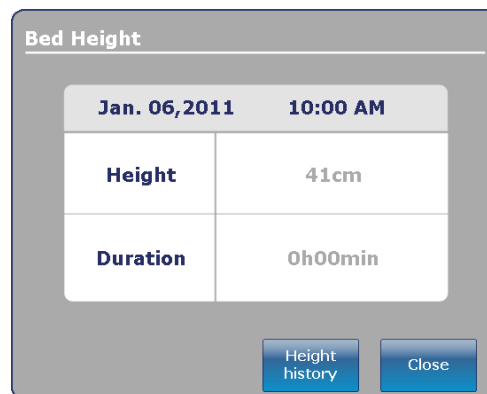 Bed Height
Jan. 06,2011 10:00 AM
Height 41cm
Duration 0h00min
Height
history
Close